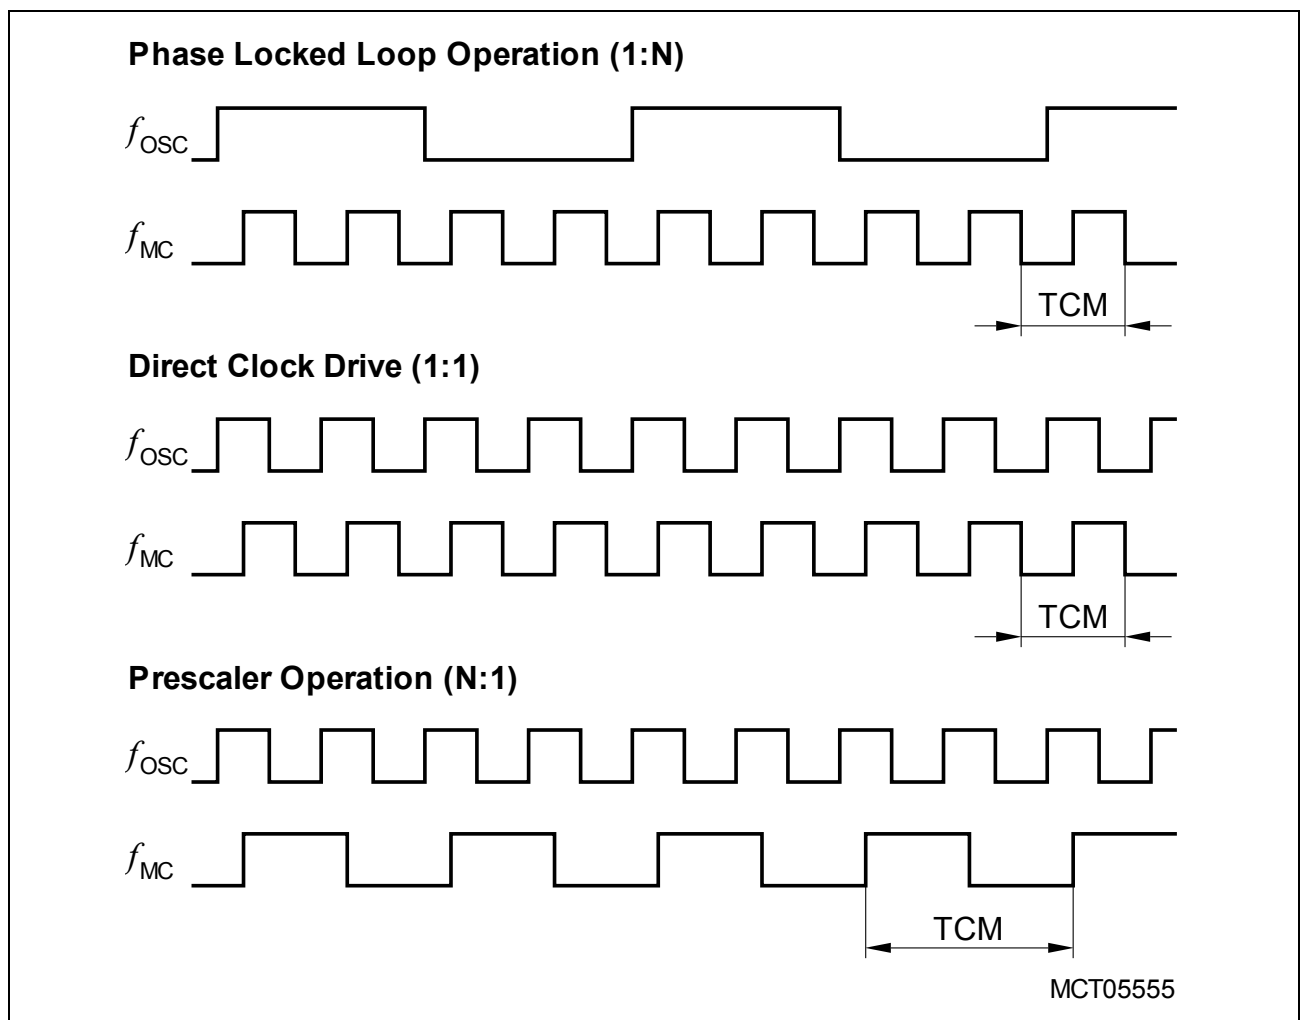 Phase Locked Loop Operation (1:N)
fOSC
fMC
TCM
Direct Clock Drive (1:1)
fOSC
fMC
TCM
Prescaler Operation (N:1)
fOSC
fMC
TCM
MCT05555